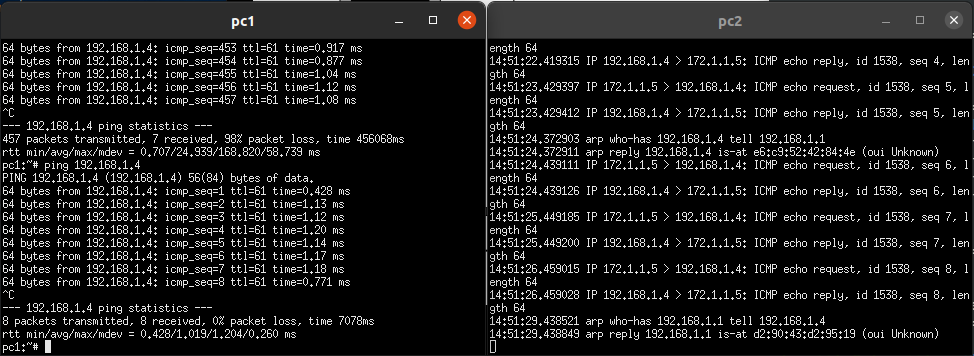 pc1
64 bytes from 192.168.1.4: icmp_seq=453 ttl=61 time=0.917 ms
64 bytes from 192.168.1.4: icmp_seq=454 ttl=61 time=0.877 ms
64 bytes from 192.168.1.4: icmp_seq=455 ttl=61 time=1.04 ms
64 bytes from 192.168.1.4: icmp_seq=456 ttl=61 time=1.12 ms
64 bytes from 192.168.1.4: icmp_seq=457 ttl=61 time=1.08 ms
^C
--- 192.168.1.4 ping statistics ---
457 packets transmitted, 7 received, 98% packet loss, time 456068ms
rtt min/avg/max/mdev = 0.707/24.939/168.820/58.739 ms
pc1:~# ping 192.168.1.4
PING 192.168.1.4 (192.168.1.4) 56(84) bytes of data.
64 bytes from 192.168.1.4: icmp_seq=1 ttl=61 time=0.428 ms
64 bytes from 192.168.1.4: icmp_seq=2 ttl=61 time=1.13 ms
64 bytes from 192.168.1.4: icmp_seq=3 ttl=61 time=1.12 ms
64 bytes from 192.168.1.4: icmp_seq=4 ttl=61 time=1.20 ms
64 bytes from 192.168.1.4: icmp_seq=5 ttl=61 time=1.14 ms
64 bytes from 192.168.1.4: icmp_seq=6 ttl=61 time=1.17 ms
64 bytes from 192.168.1.4: icmp_seq=7 ttl=61 time=1.18 ms
64 bytes from 192.168.1.4: icmp_seq=8 ttl=61 time=0.771 ms
^C
--- 192.168.1.4 ping statistics ---
8 packets transmitted, 8 received, 0% packet loss, time 7078ms
rtt min/avg/max/mdev = 0.428/1.019/1.204/0.260 ms
pc1:~#
pc2
ength 64
14:51:22.419315 IP 192.168.1.4 > 172.1.1.5: ICMP echo reply, id 1538, seq 4, len
gth 64
14:51:23.429397 IP 172.1.1.5 > 192.168.1.4: ICMP echo request, id 1538, seq 5, l
ength 64
14:51:23.429412 IP 192.168.1.4 > 172.1.1.5: ICMP echo reply, id 1538, seq 5, len
gth 64
14:51:24.372903 arp who-has 192.168.1.4 tell 192.168.1.1
14:51:24.372911 arp reply 192.168.1.4 is-at e6:c9:52:42:84:4e (oui Unknown)
14:51:24.439111 IP 172.1.1.5 > 192.168.1.4: ICMP echo request, id 1538, seq 6, l
ength 64
14:51:24.439126 IP 192.168.1.4 > 172.1.1.5: ICMP echo reply, id 1538, seq 6, len
gth 64
14:51:25.449185 IP 172.1.1.5 > 192.168.1.4: ICMP echo request, id 1538, seq 7, l
ength 64
14:51:25.449200 IP 192.168.1.4 > 172.1.1.5: ICMP echo reply, id 1538, seq 7, len
gth 64
14:51:26.459015 IP 172.1.1.5 > 192.168.1.4: ICMP echo request, id 1538, seq 8, l
ength 64
14:51:26.459028 IP 192.168.1.4 > 172.1.1.5: ICMP echo reply, id 1538, seq 8, len
gth 64
14:51:29.438521 arp who-has 192.168.1.1 tell 192.168.1.4
14:51:29.438849 arp reply 192.168.1.1 is-at d2:90:43:d2:95:19 (oui Unknown)